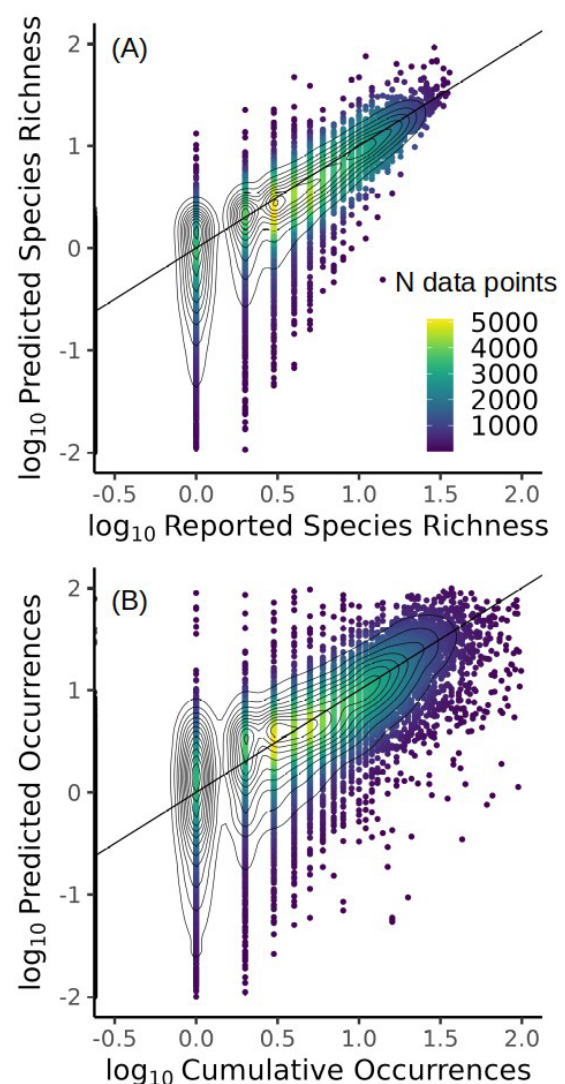 (A)
log₁₀ Predicted Species Richness
2
1
0
-1
-2
N data points
5000
4000
3000
2000
1000
-0.5 0.0 0.5 1.0 1.5 2.0
log₁₀ Reported Species Richness
(B)
log₁₀ Predicted Occurrences
2
1
0
-1
-2
-0.5 0.0 0.5 1.0 1.5 2.0
log₁₀ Cumulative Occurrences